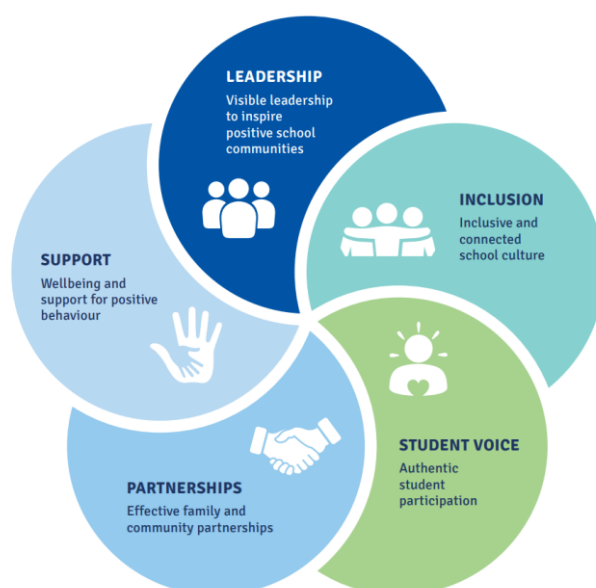 LEADERSHIP
Visible leadership
to inspire
positive school
communities
INCLUSION
Inclusive and
connected
school culture
STUDENT VOICE
Authentic
student
participation
PARTNERSHIPS
Effective family and
community partnerships
SUPPORT
Wellbeing and
support for positive
behaviour